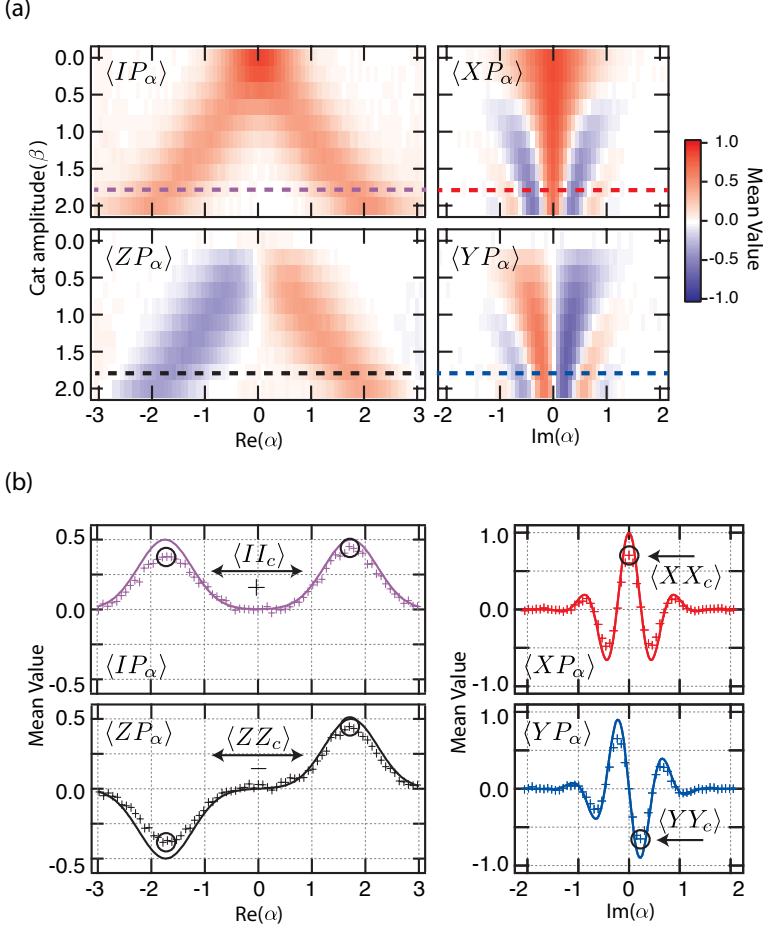 (a)
⟨IPα⟩
⟨XPα⟩
0.0
0.5
1.0
1.5
2.0
1.0
0.5
0.0
-0.5
-1.0
Mean Value
Cat amplitude(β)
⟨ZPα⟩
⟨YPα⟩
0.0
0.5
1.0
1.5
2.0
-3 -2 -1 0 1 2 3
Re(α)
-2 -1 0 1 2
Im(α)
(b)
0.5
0.0
-0.5
⟨IIc⟩
+
⟨IPα⟩
1.0
0.0
-1.0
⟨XXc⟩
⟨XPα⟩
Mean Value
Mean Value
0.5
0.0
-0.5
⟨ZPα⟩
⟨ZZc⟩
−
1.0
0.0
-1.0
⟨YPα⟩
⟨YYc⟩
-3 -2 -1 0 1 2 3
Re(α)
-2 -1 0 1 2
Im(α)